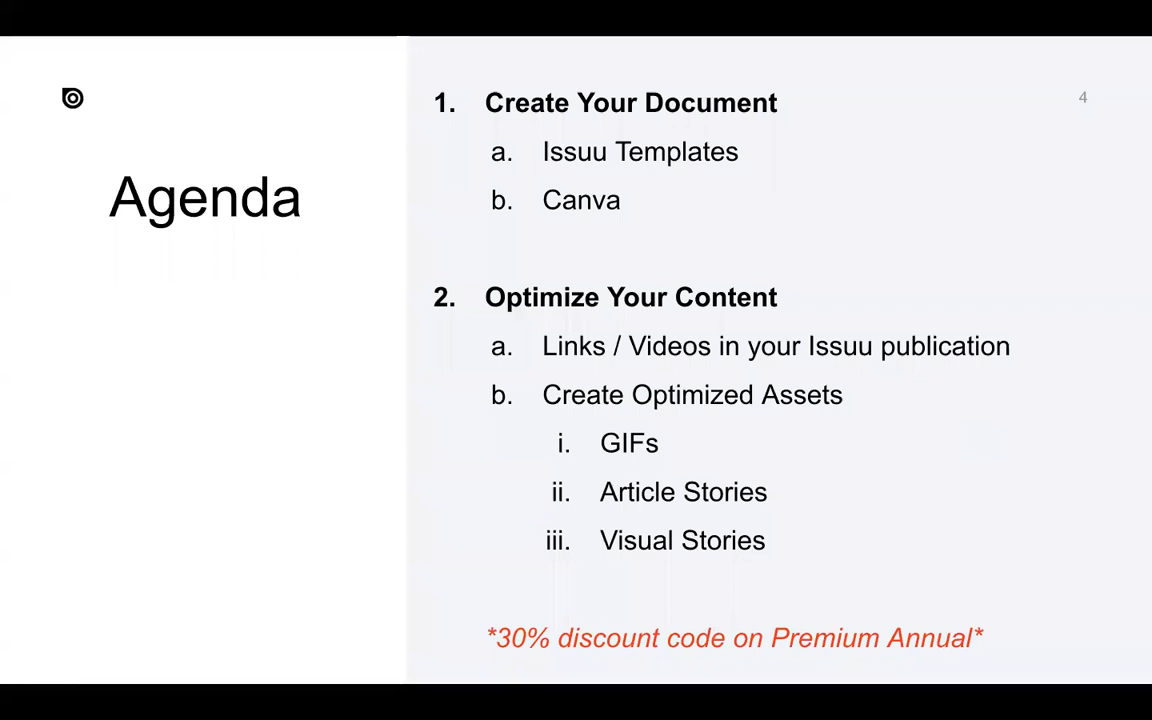 Agenda
4
1. Create Your Document
a. Issuu Templates
b. Canva
2. Optimize Your Content
a. Links / Videos in your Issuu publication
b. Create Optimized Assets
i. GIFs
ii. Article Stories
iii. Visual Stories
*30% discount code on Premium Annual*